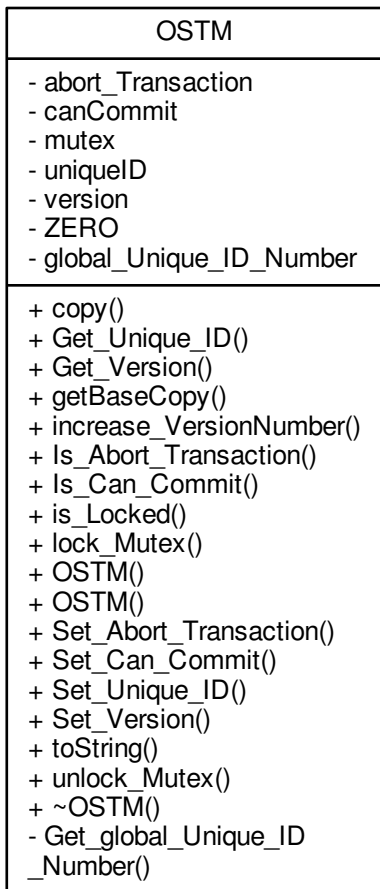 OSTM
- abort_Transaction
- canCommit
- mutex
- uniqueID
- version
- ZERO
- global_Unique_ID_Number
+ copy()
+ Get_Unique_ID()
+ Get_Version()
+ getBaseCopy()
+ increase_VersionNumber()
+ Is_Abort_Transaction()
+ Is_Can_Commit()
+ is_Locked()
+ lock_Mutex()
+ OSTM()
+ OSTM()
+ Set_Abort_Transaction()
+ Set_Can_Commit()
+ Set_Unique_ID()
+ Set_Version()
+ toString()
+ unlock_Mutex()
+ ~OSTM()
- Get_global_Unique_ID
_Number()